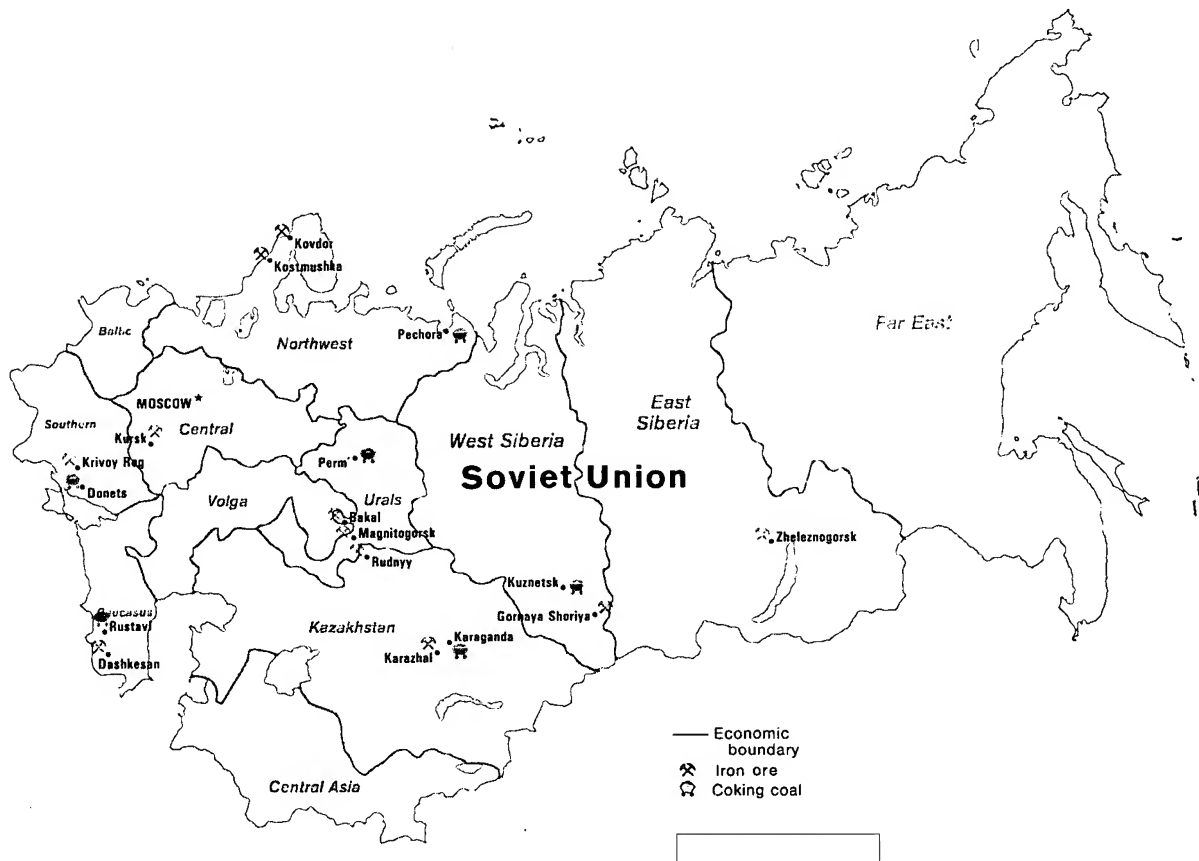 Kovdor
Kostmushka
Baltic
Northwest
Pechora
Far East
MOSCOW
East
Siberia
Southern
Central
Kursk
West Siberia
Krivoy Rog
Perm'
Soviet Union
Donets
Volga
Urals
Bakal
Magnitogorsk
Zheleznogorsk
Rudnyy
Kuznetsk
Gornaya Shoriya
Rustavi
Kazakhstan
Karaganda
Karazhal
Dashkesan
Economic
boundary
Iron ore
Coking coal
Central Asia